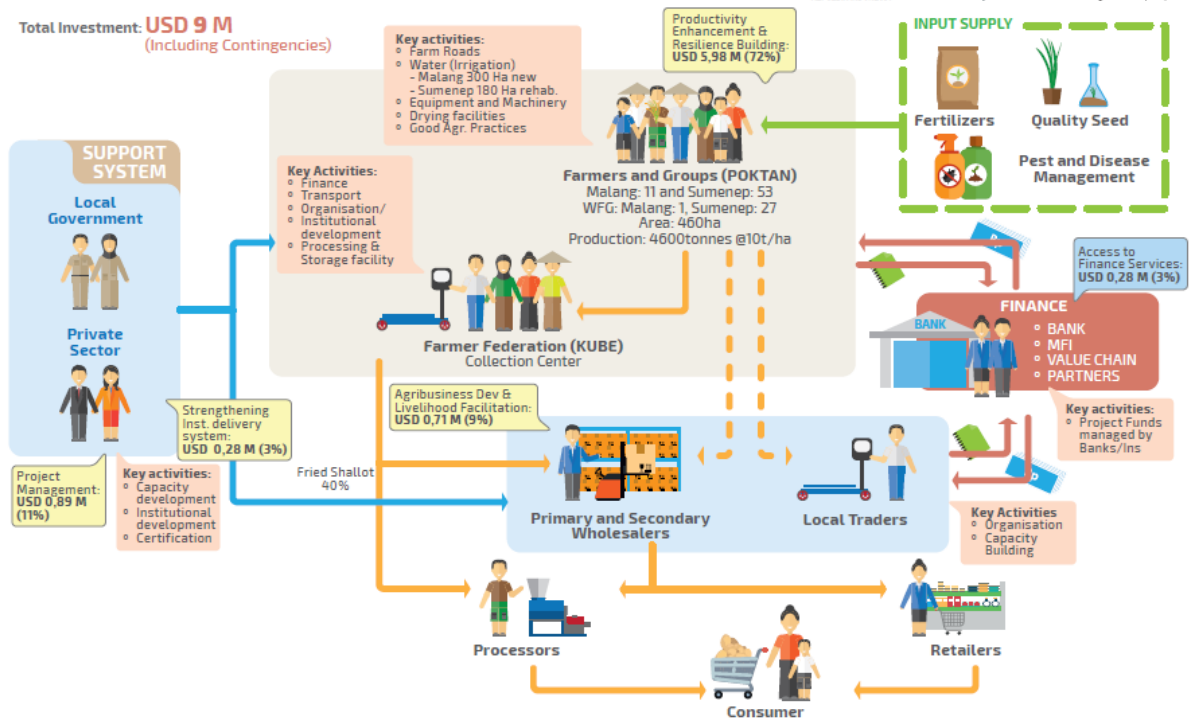 Total Investment: USD 9 M
(Including Contingencies)
Key activities:
Farm Roads
Water (Irrigation)
- Malang 300 Ha new
- Sumenep 180 Ha rehab.
Equipment and Machinery
Drying facilities
Good Agr. Practices
Productivity
Enhancement &
Resilience Building:
USD 5,98 M (72%)
INPUT SUPPLY
Fertilizers
Quality Seed
Pest and Disease
Management
SUPPORT
SYSTEM
Local
Government
Private
Sector
Key Activities:
Finance
Transport
Organisation/
Institutional
development
Processing &
Storage facility
Farmers and Groups (POKTAN)
Malang: 11 and Sumenep: 53
WFG: Malang: 1, Sumenep: 27
Area: 460ha
Production: 4600tonnes @10t/ha
Farmer Federation (KUBE)
Collection Center
Access to
Finance Services:
USD 0,28 M (3%)
FINANCE
BANK
BANK
MFI
VALUE CHAIN
PARTNERS
Key activities:
Project Funds
managed by
Banks/Ins
Agribusiness Dev &
Livelihood Facilitation:
USD 0,71 M (9%)
Strengthening
Inst. delivery
system:
USD 0,28 M (3%)
Project
Management:
USD 0,89 M
(11%)
Key activities:
Capacity
development
Institutional
development
Certification
Fried Shallot
40%
Primary and Secondary
Wholesalers
Local Traders
Key Activities
Organisation
Capacity
Building
Processors
Retailers
Consumer